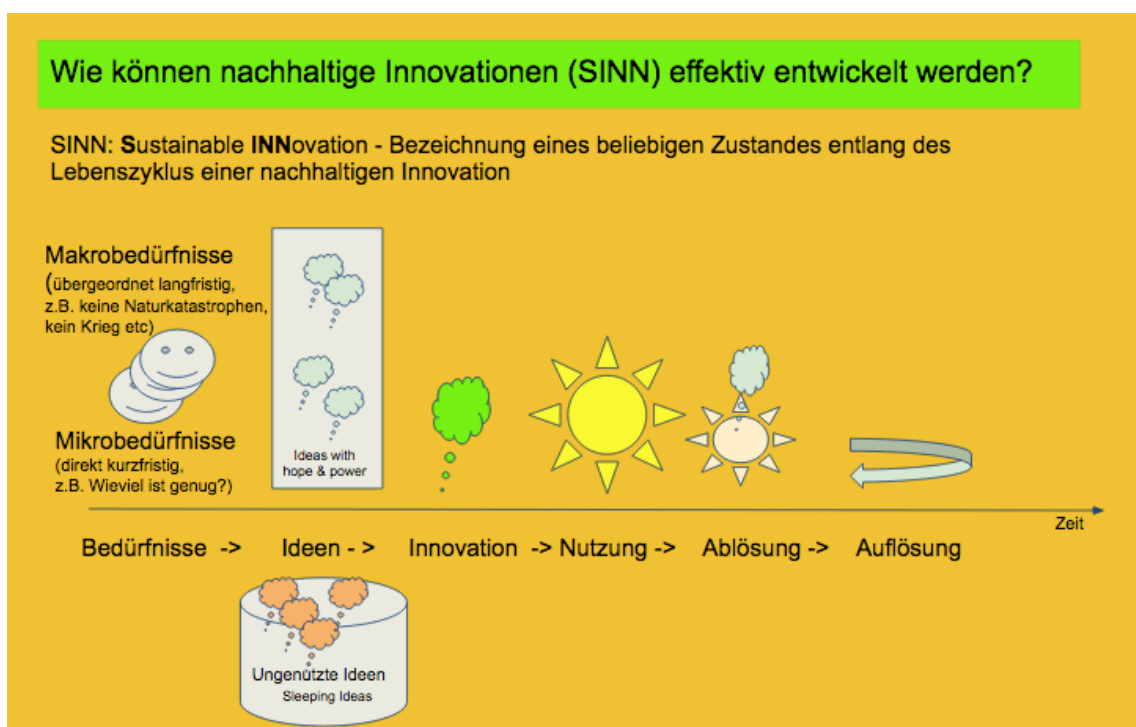 Wie können nachhaltige Innovationen (SINN) effektiv entwickelt werden?
SINN: Sustainable INNovation - Bezeichnung eines beliebigen Zustandes entlang des
Lebenszyklus einer nachhaltigen Innovation
Makrobedürfnisse
(übergeordnet langfristig,
z.B. keine Naturkatastrophen,
kein Krieg etc)
Mikrobedürfnisse
(direkt kurzfristig,
z.B. Wieviel ist genug?)
Ideas with
hope & power
Zeit
Bedürfnisse -> Ideen - > Innovation -> Nutzung -> Ablösung -> Auflösung
Ungenützte Ideen
Sleeping Ideas